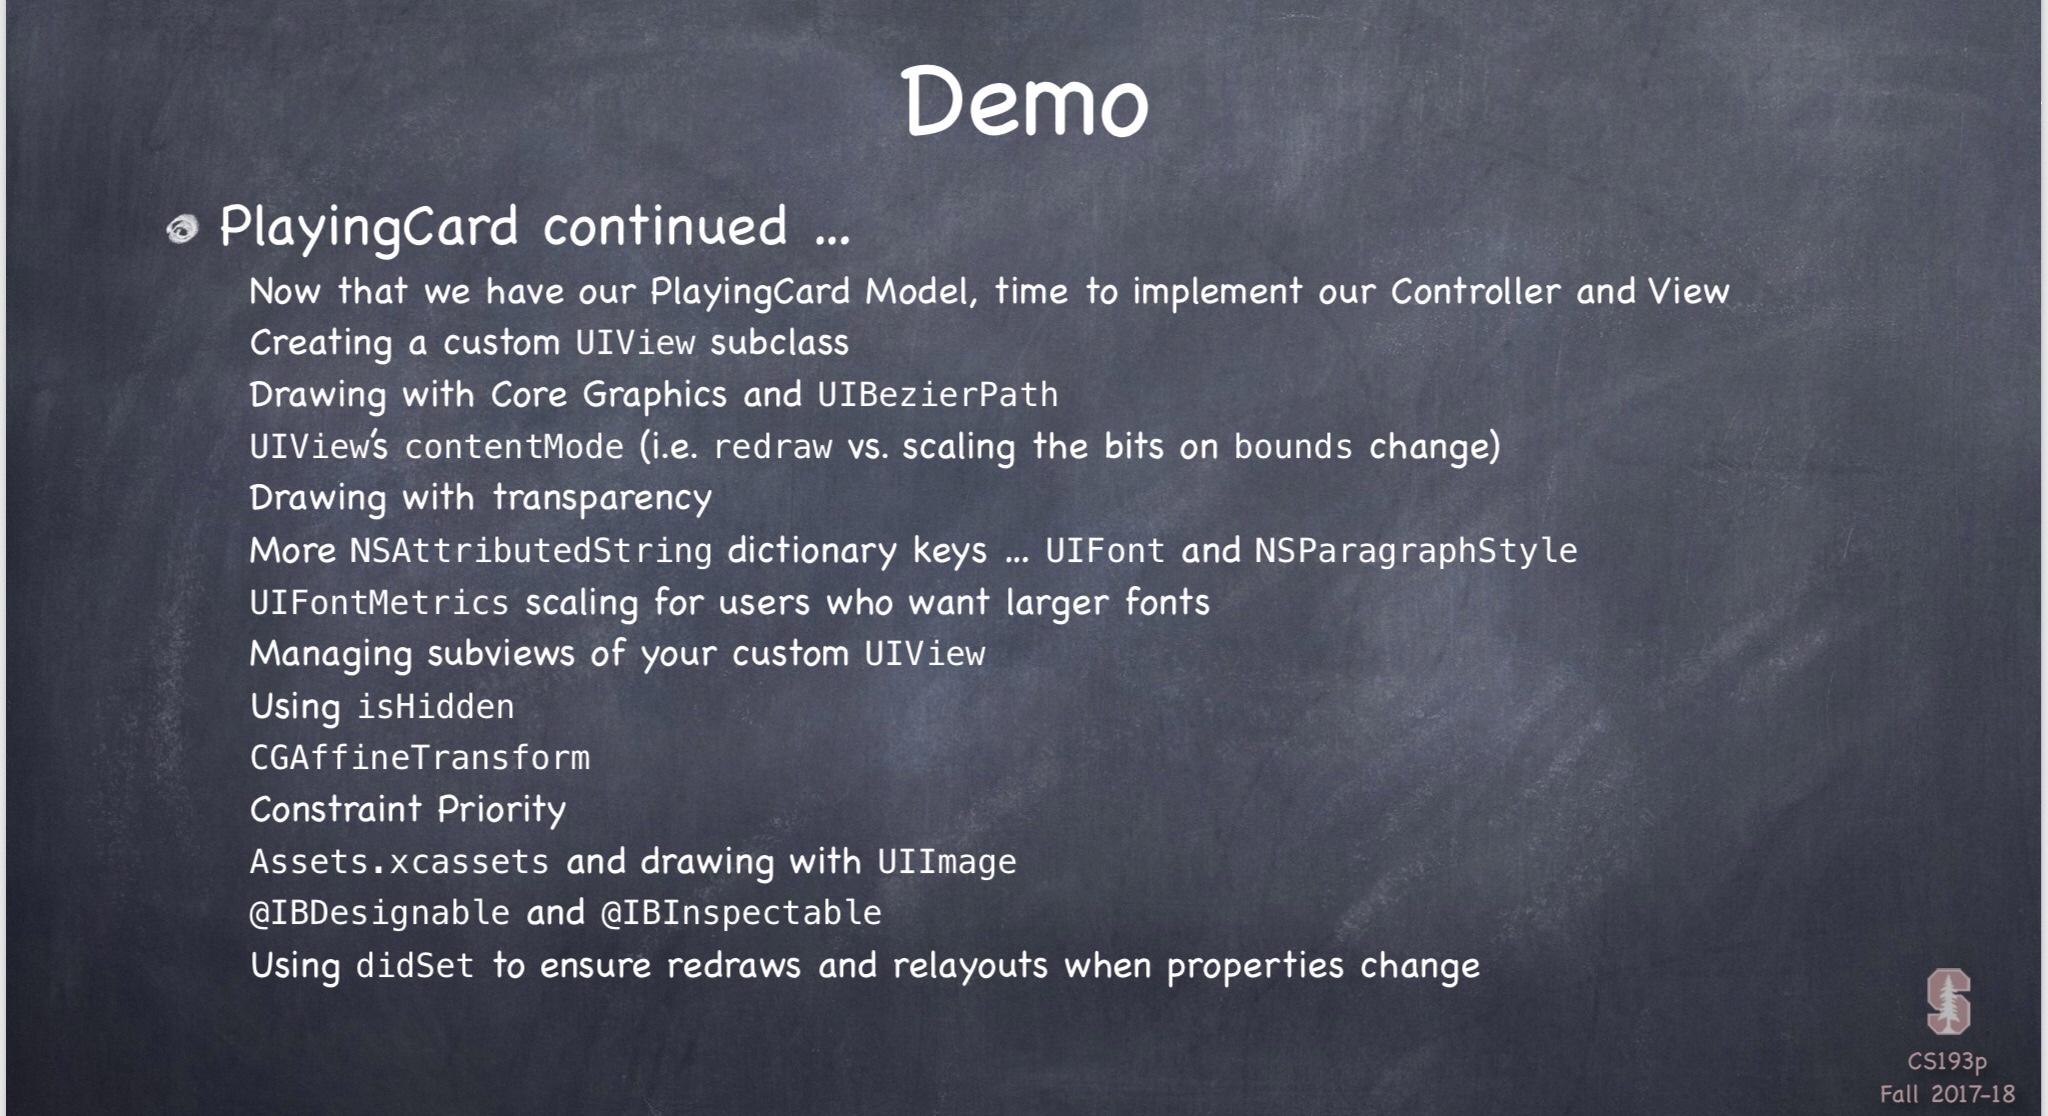 Demo
PlayingCard continued ...
Now that we have our PlayingCard Model, time to implement our Controller and View
Creating a custom UIView subclass
Drawing with Core Graphics and UIBezierPath
UIView's contentMode (i.e. redraw vs. scaling the bits on bounds change)
Drawing with transparency
More NSAttributedString dictionary keys ... UIFont and NSParagraphStyle
UIFontMetrics scaling for users who want larger fonts
Managing subviews of your custom UIView
Using isHidden
CGAffineTransform
Constraint Priority
Assets.xcassets and drawing with UIImage
@IBDesignable and @IBInspectable
Using didSet to ensure redraws and relayouts when properties change
S
CS193p
Fall 2017-18